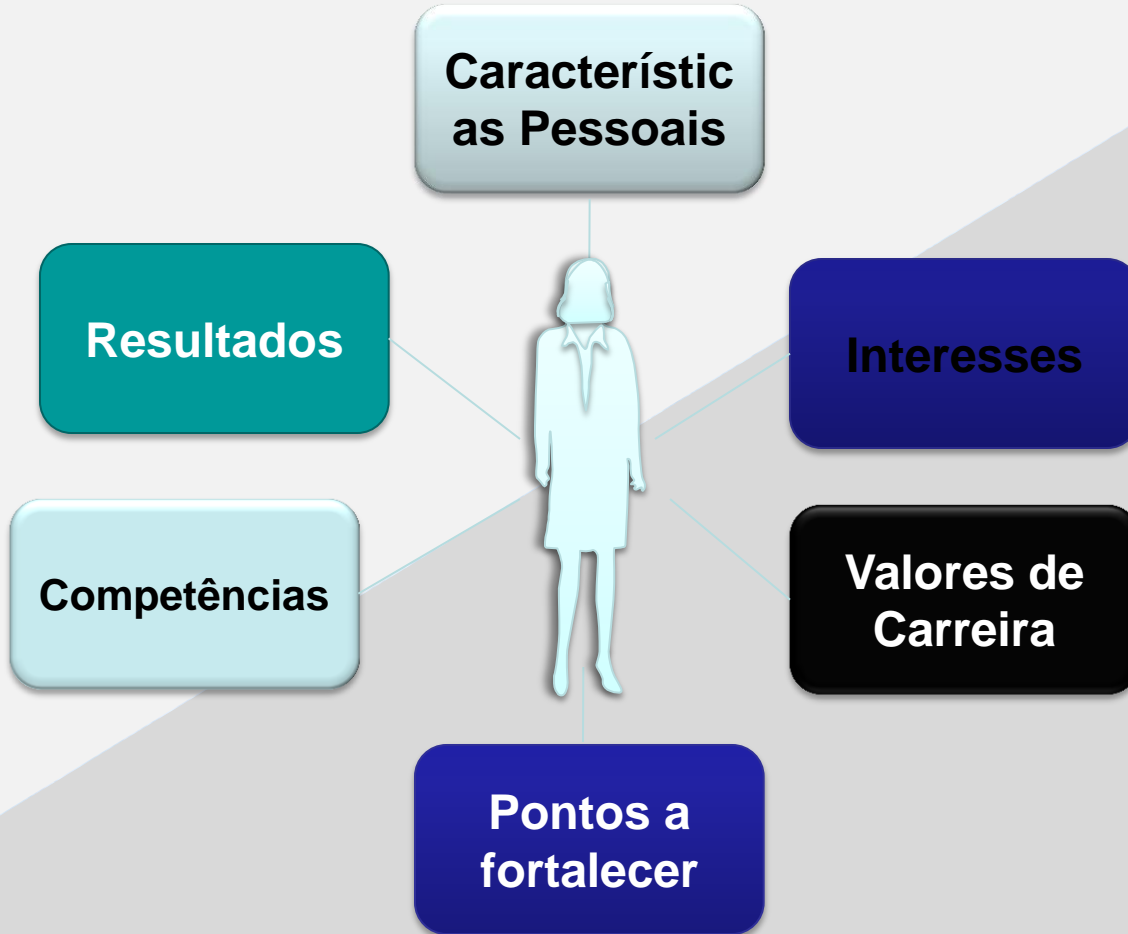 Característic
as Pessoais
Resultados
Interesses
Competências
Valores de
Carreira
Pontos a
fortalecer